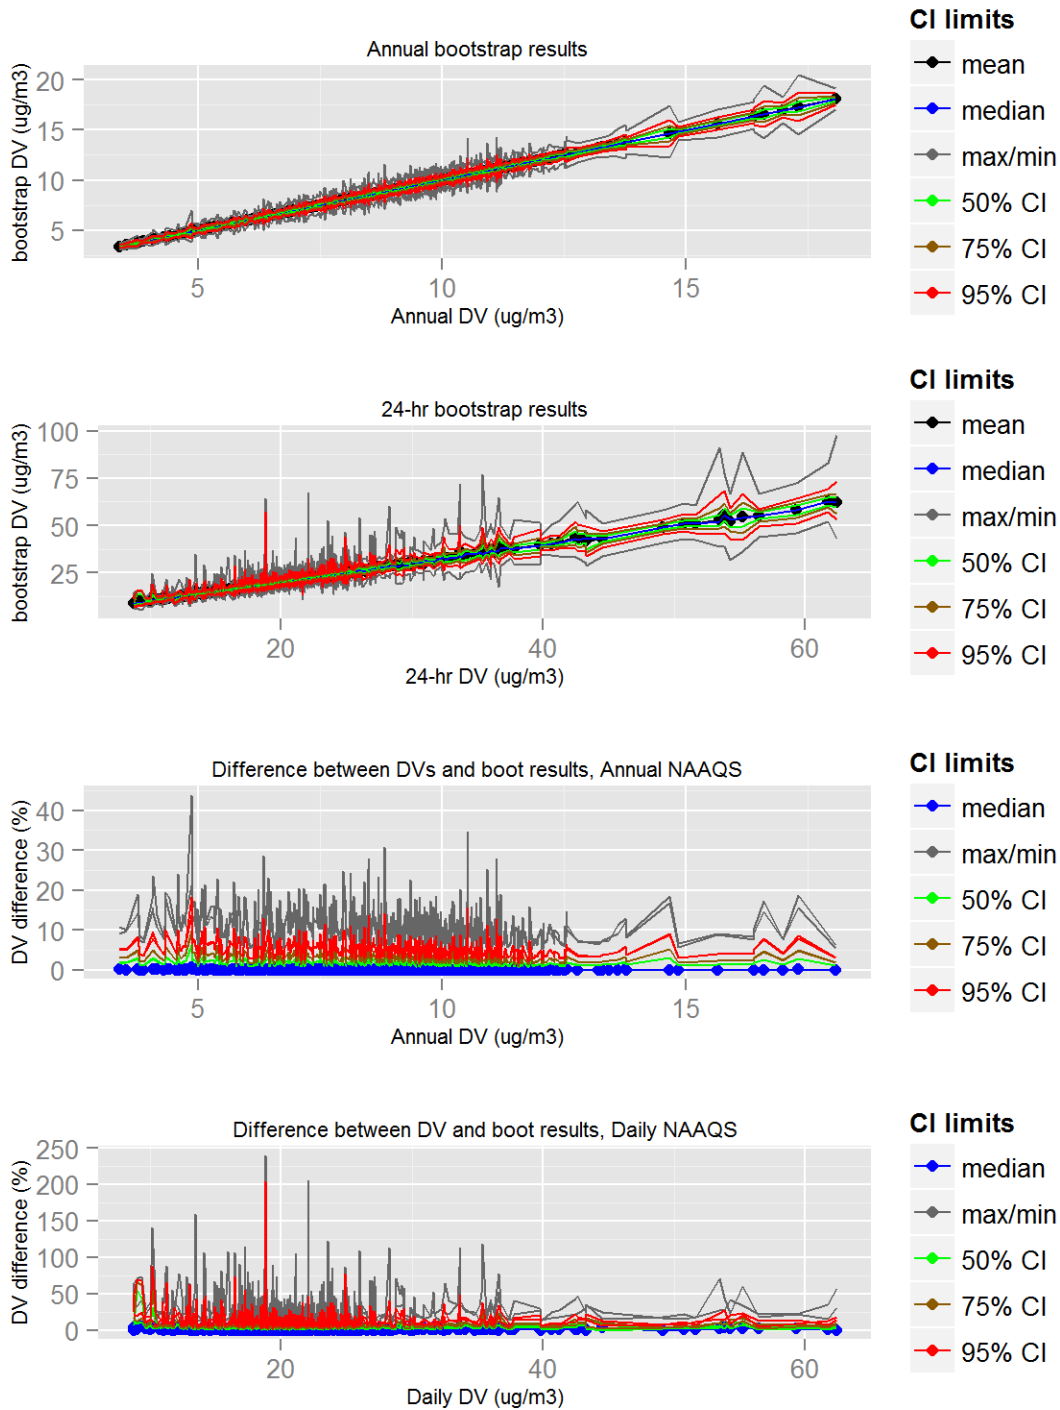 Annual bootstrap results
bootstrap DV (ug/m3)
20
15
10
5
5 10 15
Annual DV (ug/m3)
CI limits
mean
median
max/min
50% CI
75% CI
95% CI
24-hr bootstrap results
bootstrap DV (ug/m3)
100
75
50
25
20 40 60
24-hr DV (ug/m3)
CI limits
mean
median
max/min
50% CI
75% CI
95% CI
Difference between DVs and boot results, Annual NAAQS
DV difference (%)
40
30
20
10
0
5 10 15
Annual DV (ug/m3)
CI limits
median
max/min
50% CI
75% CI
95% CI
Difference between DV and boot results, Daily NAAQS
DV difference (%)
250
200
150
100
50
0
20 40 60
Daily DV (ug/m3)
CI limits
median
max/min
50% CI
75% CI
95% CI